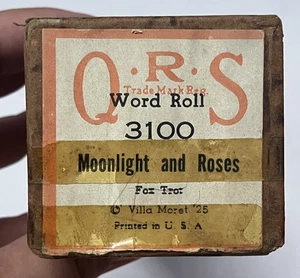 Q·R·S
Trade Mark Reg.
Word Roll
3100
Moonlight and Roses
Fox Trot
© Villa Moret '25
Printed in U. S. A